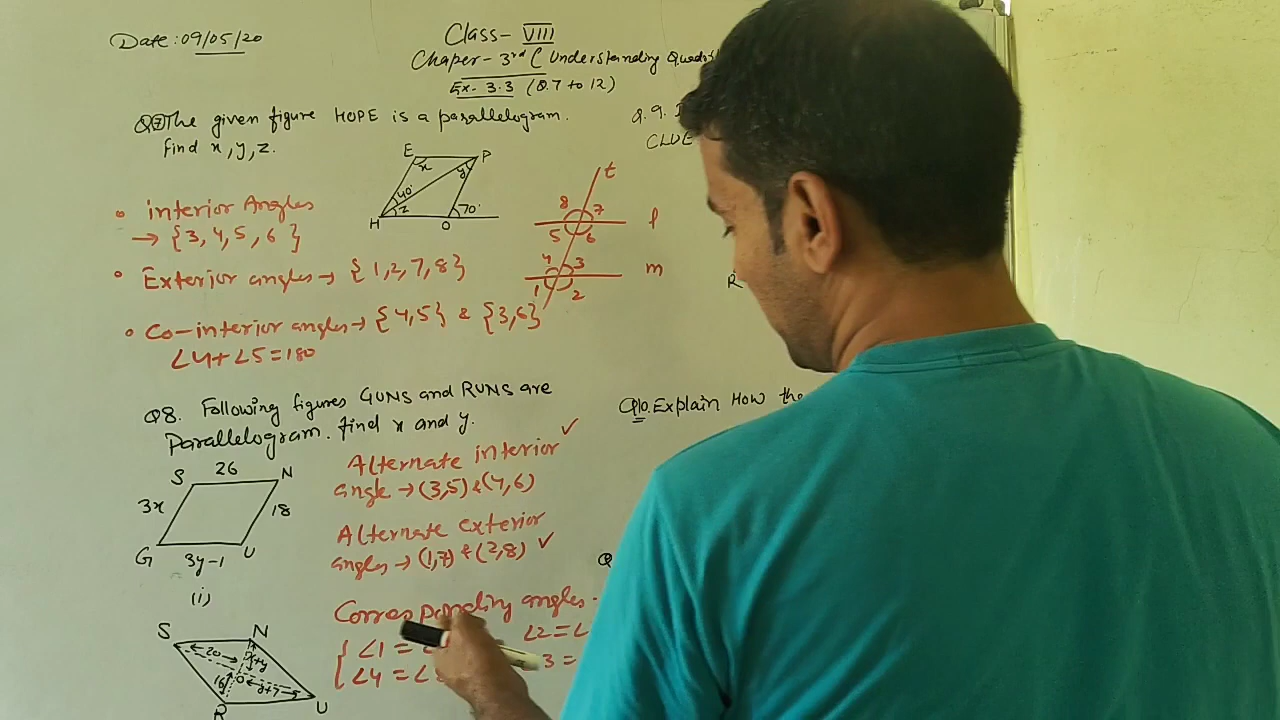 Date: 09/05/20
Class- VIII
Chaper- 3rd ( Understanding
Ex- 3.3 (Q.7 to 12)
Q7 The given figure HOPE is a parallelogram.
find x, y, z.
E
P
x
y
40°
z
70°
H
O
• interior Angles
→ {3, 4, 5, 6}
• Exterior angles → {1,2,7,8}
• Co-interior angles → {4,5} & {3,6}
∠4+∠5=180
t
8
7
l
5
6
4
3
m
1
2
Q.9.
CLUE
R
Q8. Following figures GUNS and RUNS are
Parallelogram. find x and y.
S
26
N
3x
18
G
3y-1
U
(i)
Alternate interior ✓
angle → (3,5) & (4,6)
Alternate exterior
angles → (1,7) & (2,8) ✓
Corresponding angles -
∠1 =
∠2=∠
∠4 = ∠
3 =
Q10. Explain How the
Q
S
N
20
x+y
O
16
y+7
R
U